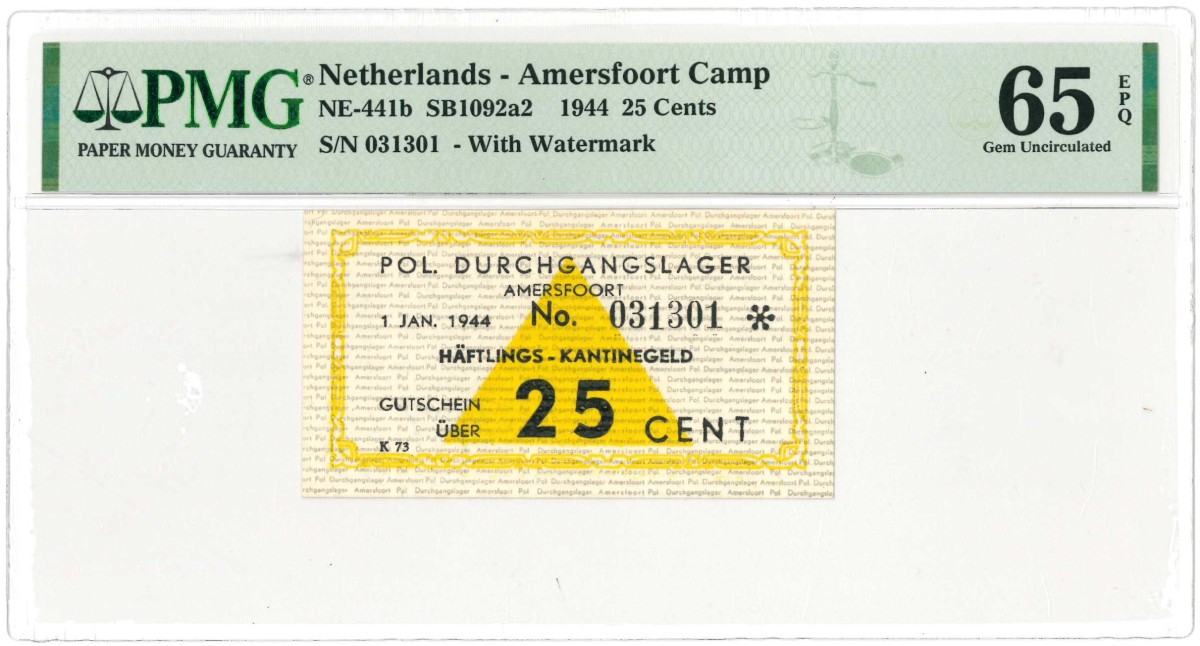 PMG®
PAPER MONEY GUARANTY
Netherlands - Amersfoort Camp
NE-441b SB1092a2 1944 25 Cents
S/N 031301 - With Watermark
65
EPQ
Gem Uncirculated
POL. DURCHGANGSLAGER
AMERSFOORT
1 JAN. 1944 No. 031301 *
HÄFTLINGS - KANTINEGELD
GUTSCHEIN
ÜBER
25 CENT
K 73